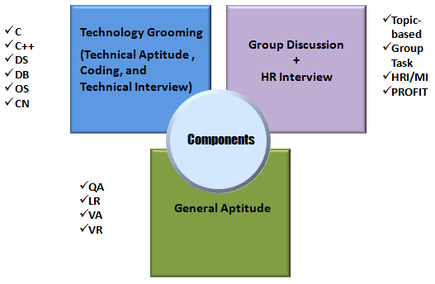 ✓C
✓C++
✓DS
✓DB
✓OS
✓CN
Technology Grooming
(Technical Aptitude ,
Coding, and
Technical Interview)
Group Discussion
+
HR Interview
✓Topic-
based
✓Group
Task
✓HRI/MI
✓PROFIT
Components
✓QA
✓LR
✓VA
✓VR
General Aptitude